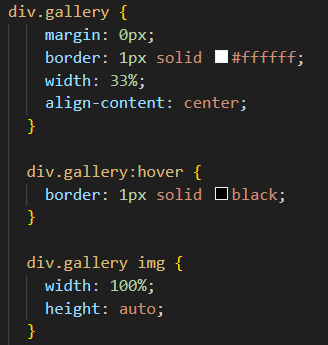 div.gallery {
margin: 0px;
border: 1px solid #ffffff;
width: 33%;
align-content: center;
}
div.gallery:hover {
border: 1px solid black;
}
div.gallery img {
width: 100%;
height: auto;
}